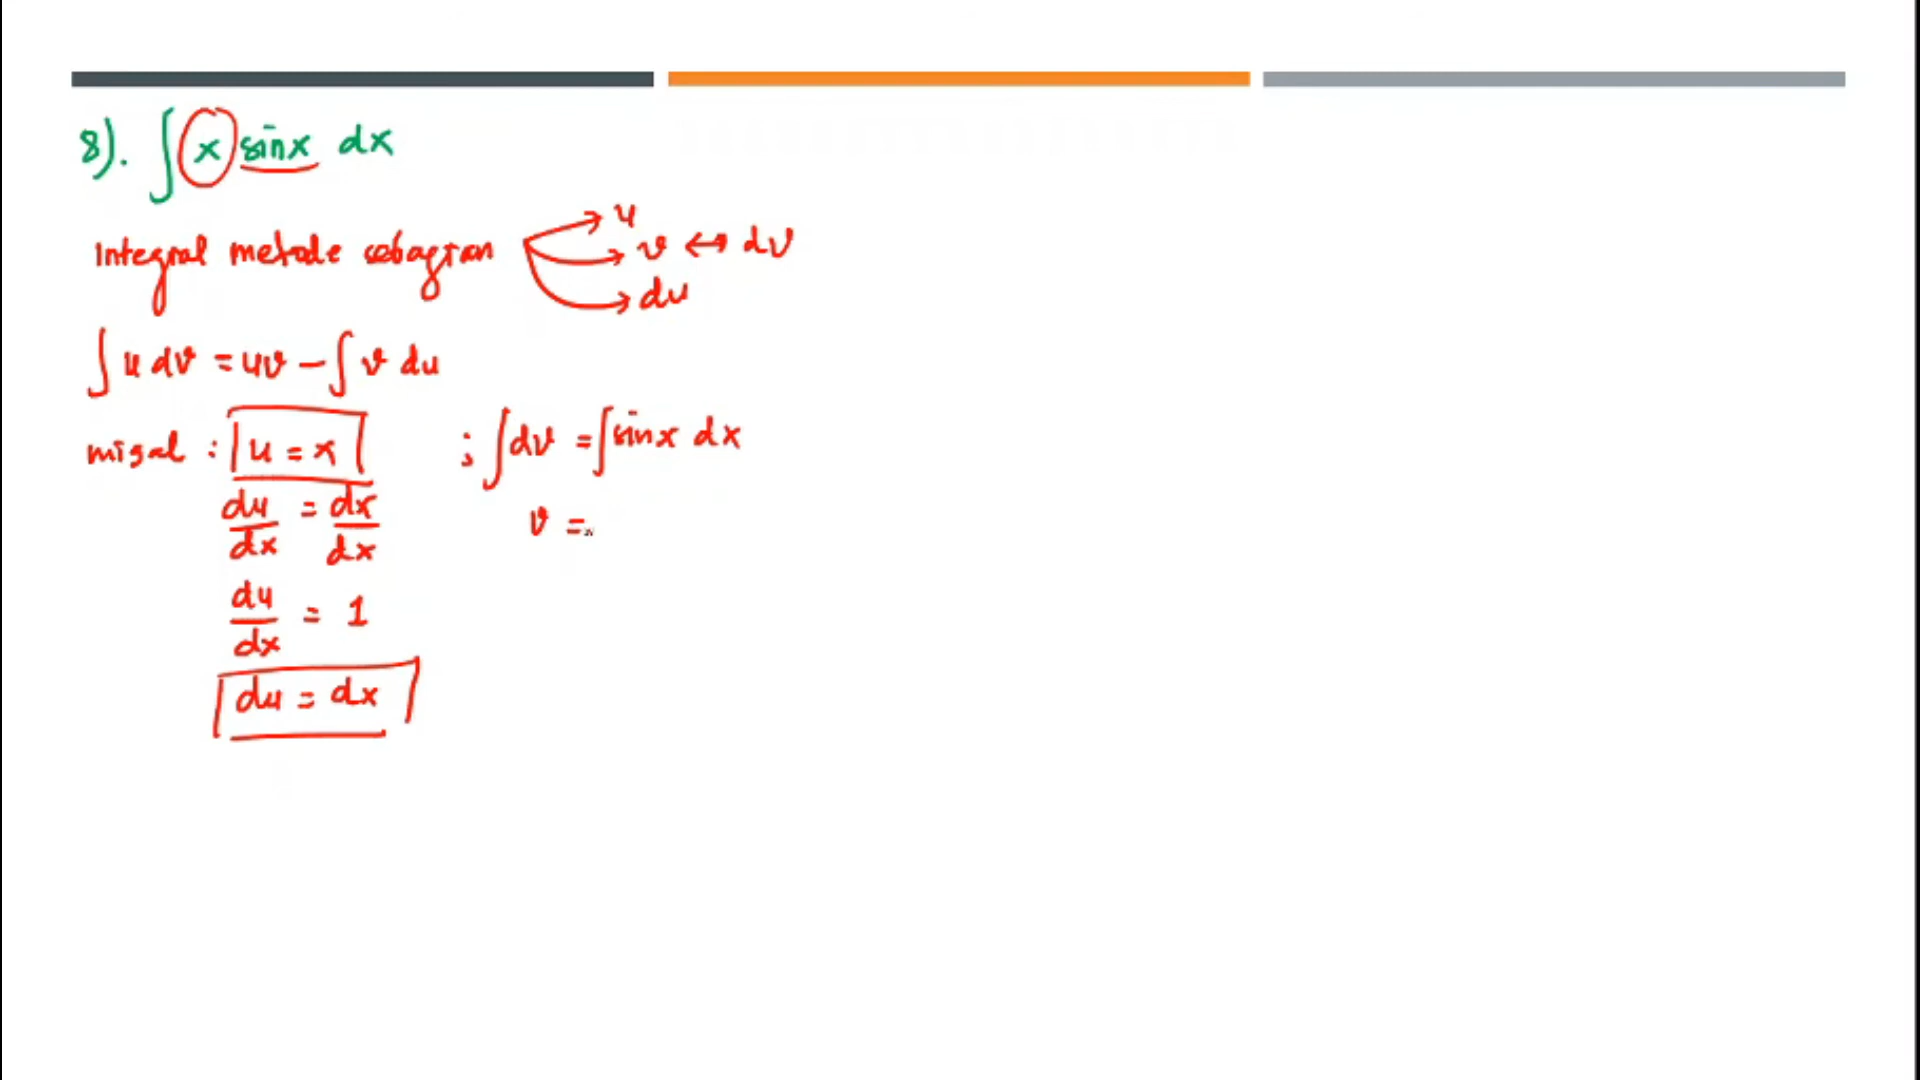 8). ∫ x sinx dx
Integral metode sebagian → u
→ v ↔ dv
→ du
∫ u dv = uv − ∫ v du
misal : u = x ; ∫ dv = ∫ sinx dx
du/dx = dx/dx v =
du/dx = 1
du = dx